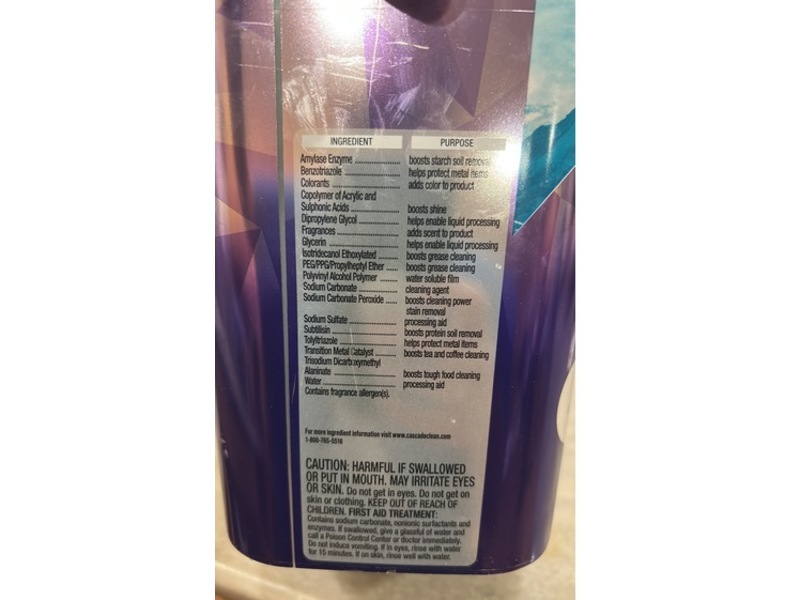 INGREDIENT PURPOSE
Amylase Enzyme .................... boosts starch soil removal
Benzotriazole ........................ helps protect metal items
Colorants .............................. adds color to product
Copolymer of Acrylic and
Sulphonic Acids ..................... boosts shine
Dipropylene Glycol ................. helps enable liquid processing
Fragrances ........................... adds scent to product
Glycerin ................................ helps enable liquid processing
Isotridecanol Ethoxylated ........ boosts grease cleaning
PEG/PPG/Propylheptyl Ether ..... boosts grease cleaning
Polyvinyl Alcohol Polymer ........ water soluble film
Sodium Carbonate .................. cleaning agent
Sodium Carbonate Peroxide ..... boosts cleaning power
stain removal
Sodium Sulfate ...................... processing aid
Subtilisin ............................... boosts protein soil removal
Tolyltriazole ........................... helps protect metal items
Transition Metal Catalyst ........ boosts tea and coffee cleaning
Trisodium Dicarboxymethyl
Alaninate .............................. boosts tough food cleaning
Water ................................... processing aid
Contains fragrance allergen(s).
For more ingredient information visit www.cascadeclean.com
1-800-765-5516
CAUTION: HARMFUL IF SWALLOWED
OR PUT IN MOUTH. MAY IRRITATE EYES
OR SKIN. Do not get in eyes. Do not get on
skin or clothing. KEEP OUT OF REACH OF
CHILDREN. FIRST AID TREATMENT:
Contains sodium carbonate, nonionic surfactants and
enzymes. If swallowed, give a glassful of water and
call a Poison Control Center or doctor immediately.
Do not induce vomiting. If in eyes, rinse with water
for 15 minutes. If on skin, rinse well with water.